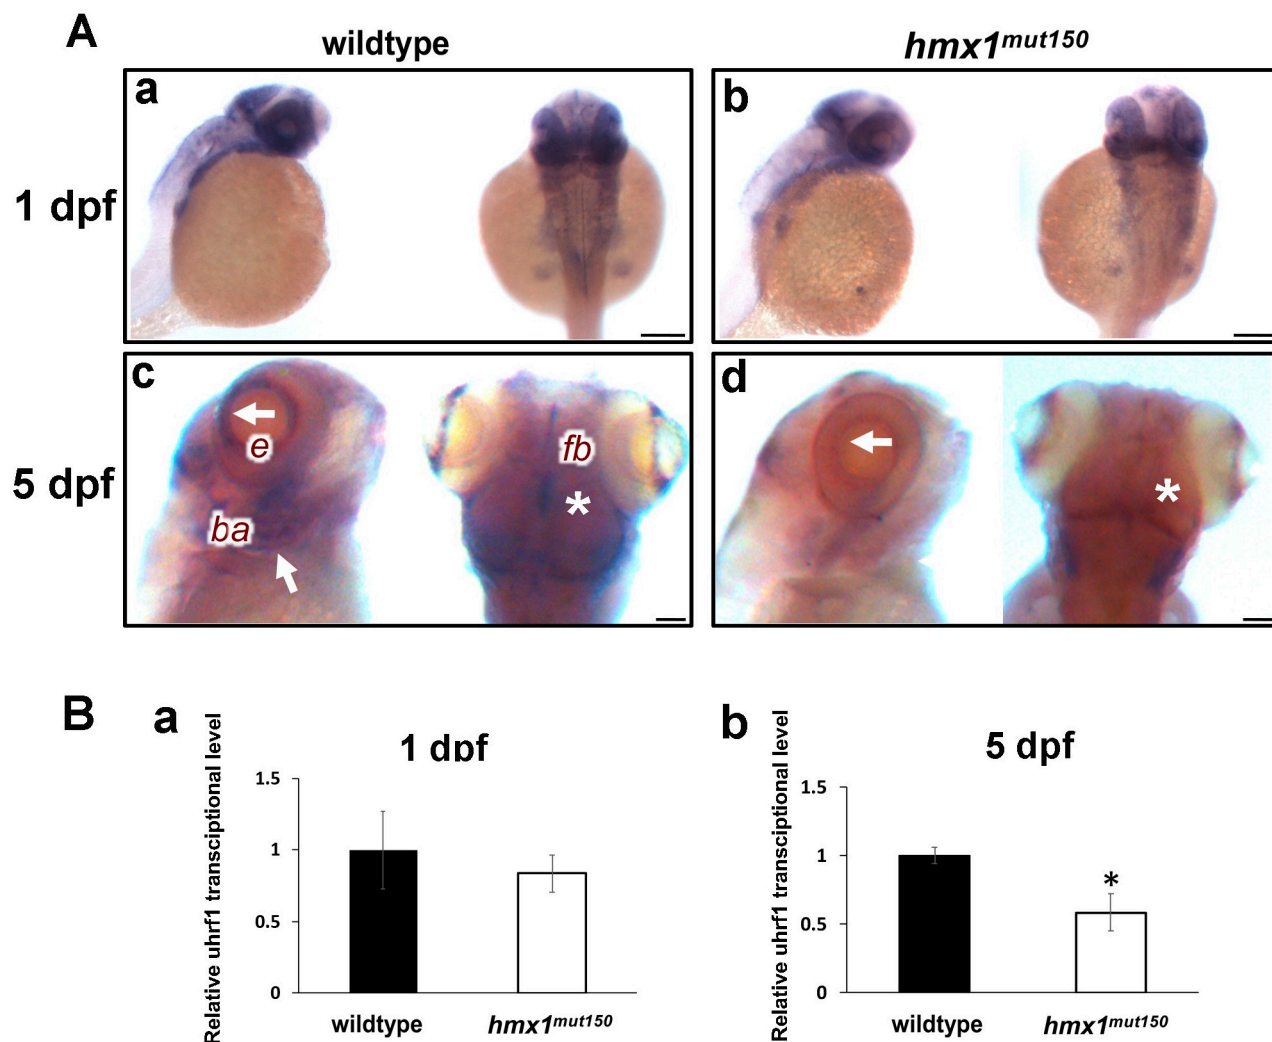 A
wildtype
hmx1mut150
a
b
1 dpf
c
d
e
fb
*
*
5 dpf
ba
B
a
b
1 dpf
5 dpf
Relative uhrf1 transciptional level
1.5
1
0.5
0
wildtype
hmx1mut150
Relative uhrf1 transciptional level
1.5
1
0.5
0
*
wildtype
hmx1mut150